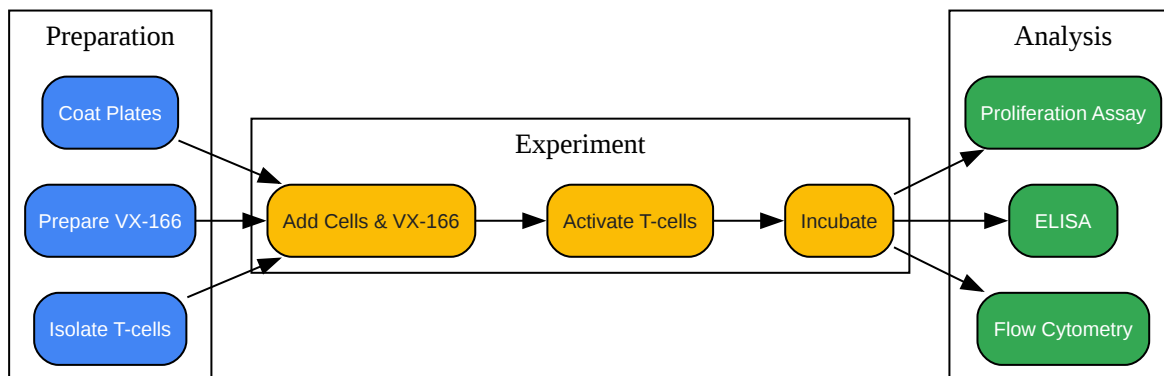 Preparation
Coat Plates
Prepare VX-166
Isolate T-cells
Experiment
Add Cells & VX-166
Activate T-cells
Incubate
Analysis
Proliferation Assay
ELISA
Flow Cytometry